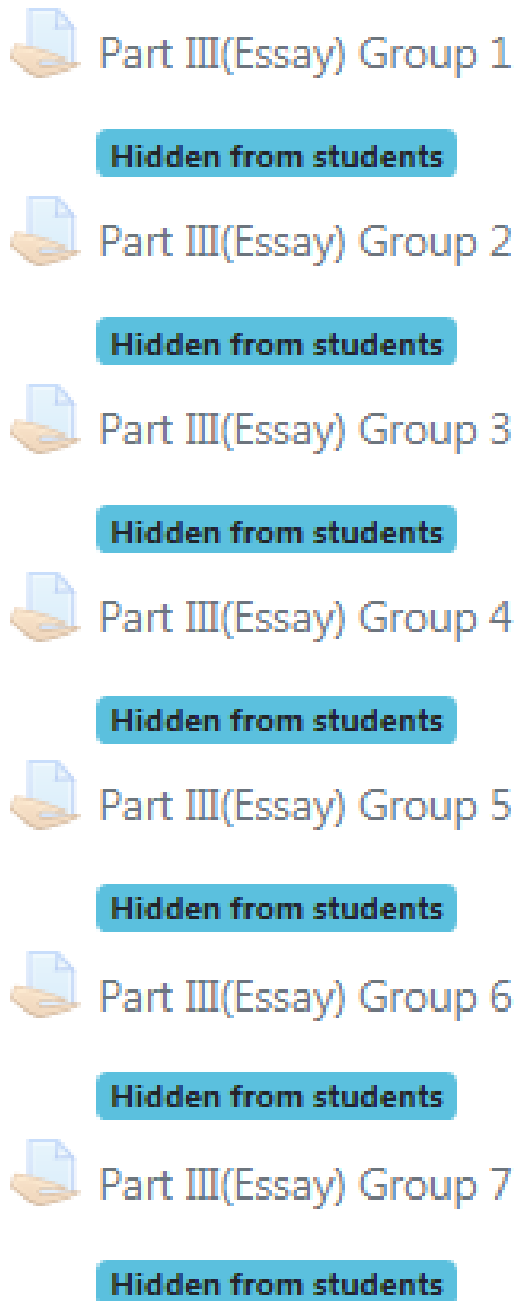 Part III(Essay) Group 1
Hidden from students
Part III(Essay) Group 2
Hidden from students
Part III(Essay) Group 3
Hidden from students
Part III(Essay) Group 4
Hidden from students
Part III(Essay) Group 5
Hidden from students
Part III(Essay) Group 6
Hidden from students
Part III(Essay) Group 7
Hidden from students